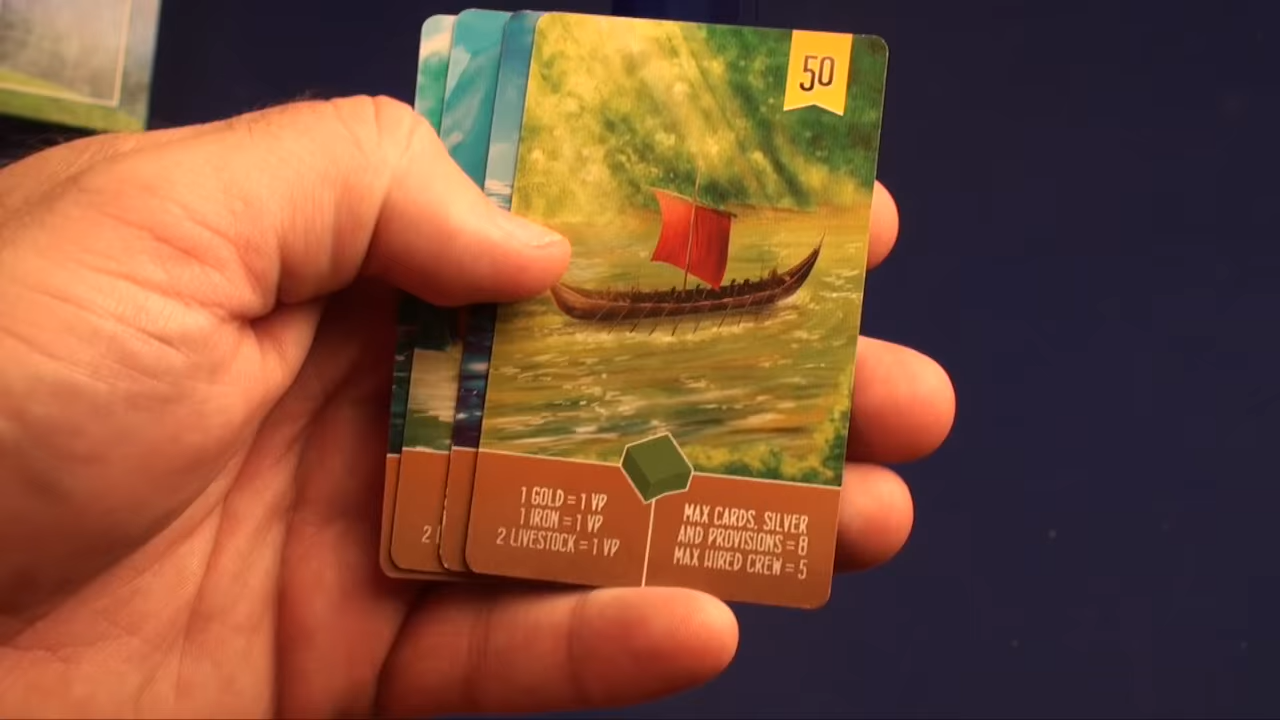 50
1 GOLD = 1 VP
1 IRON = 1 VP
2 LIVESTOCK = 1 VP
MAX CARDS, SILVER
AND PROVISIONS = 8
MAX HIRED CREW = 5
2